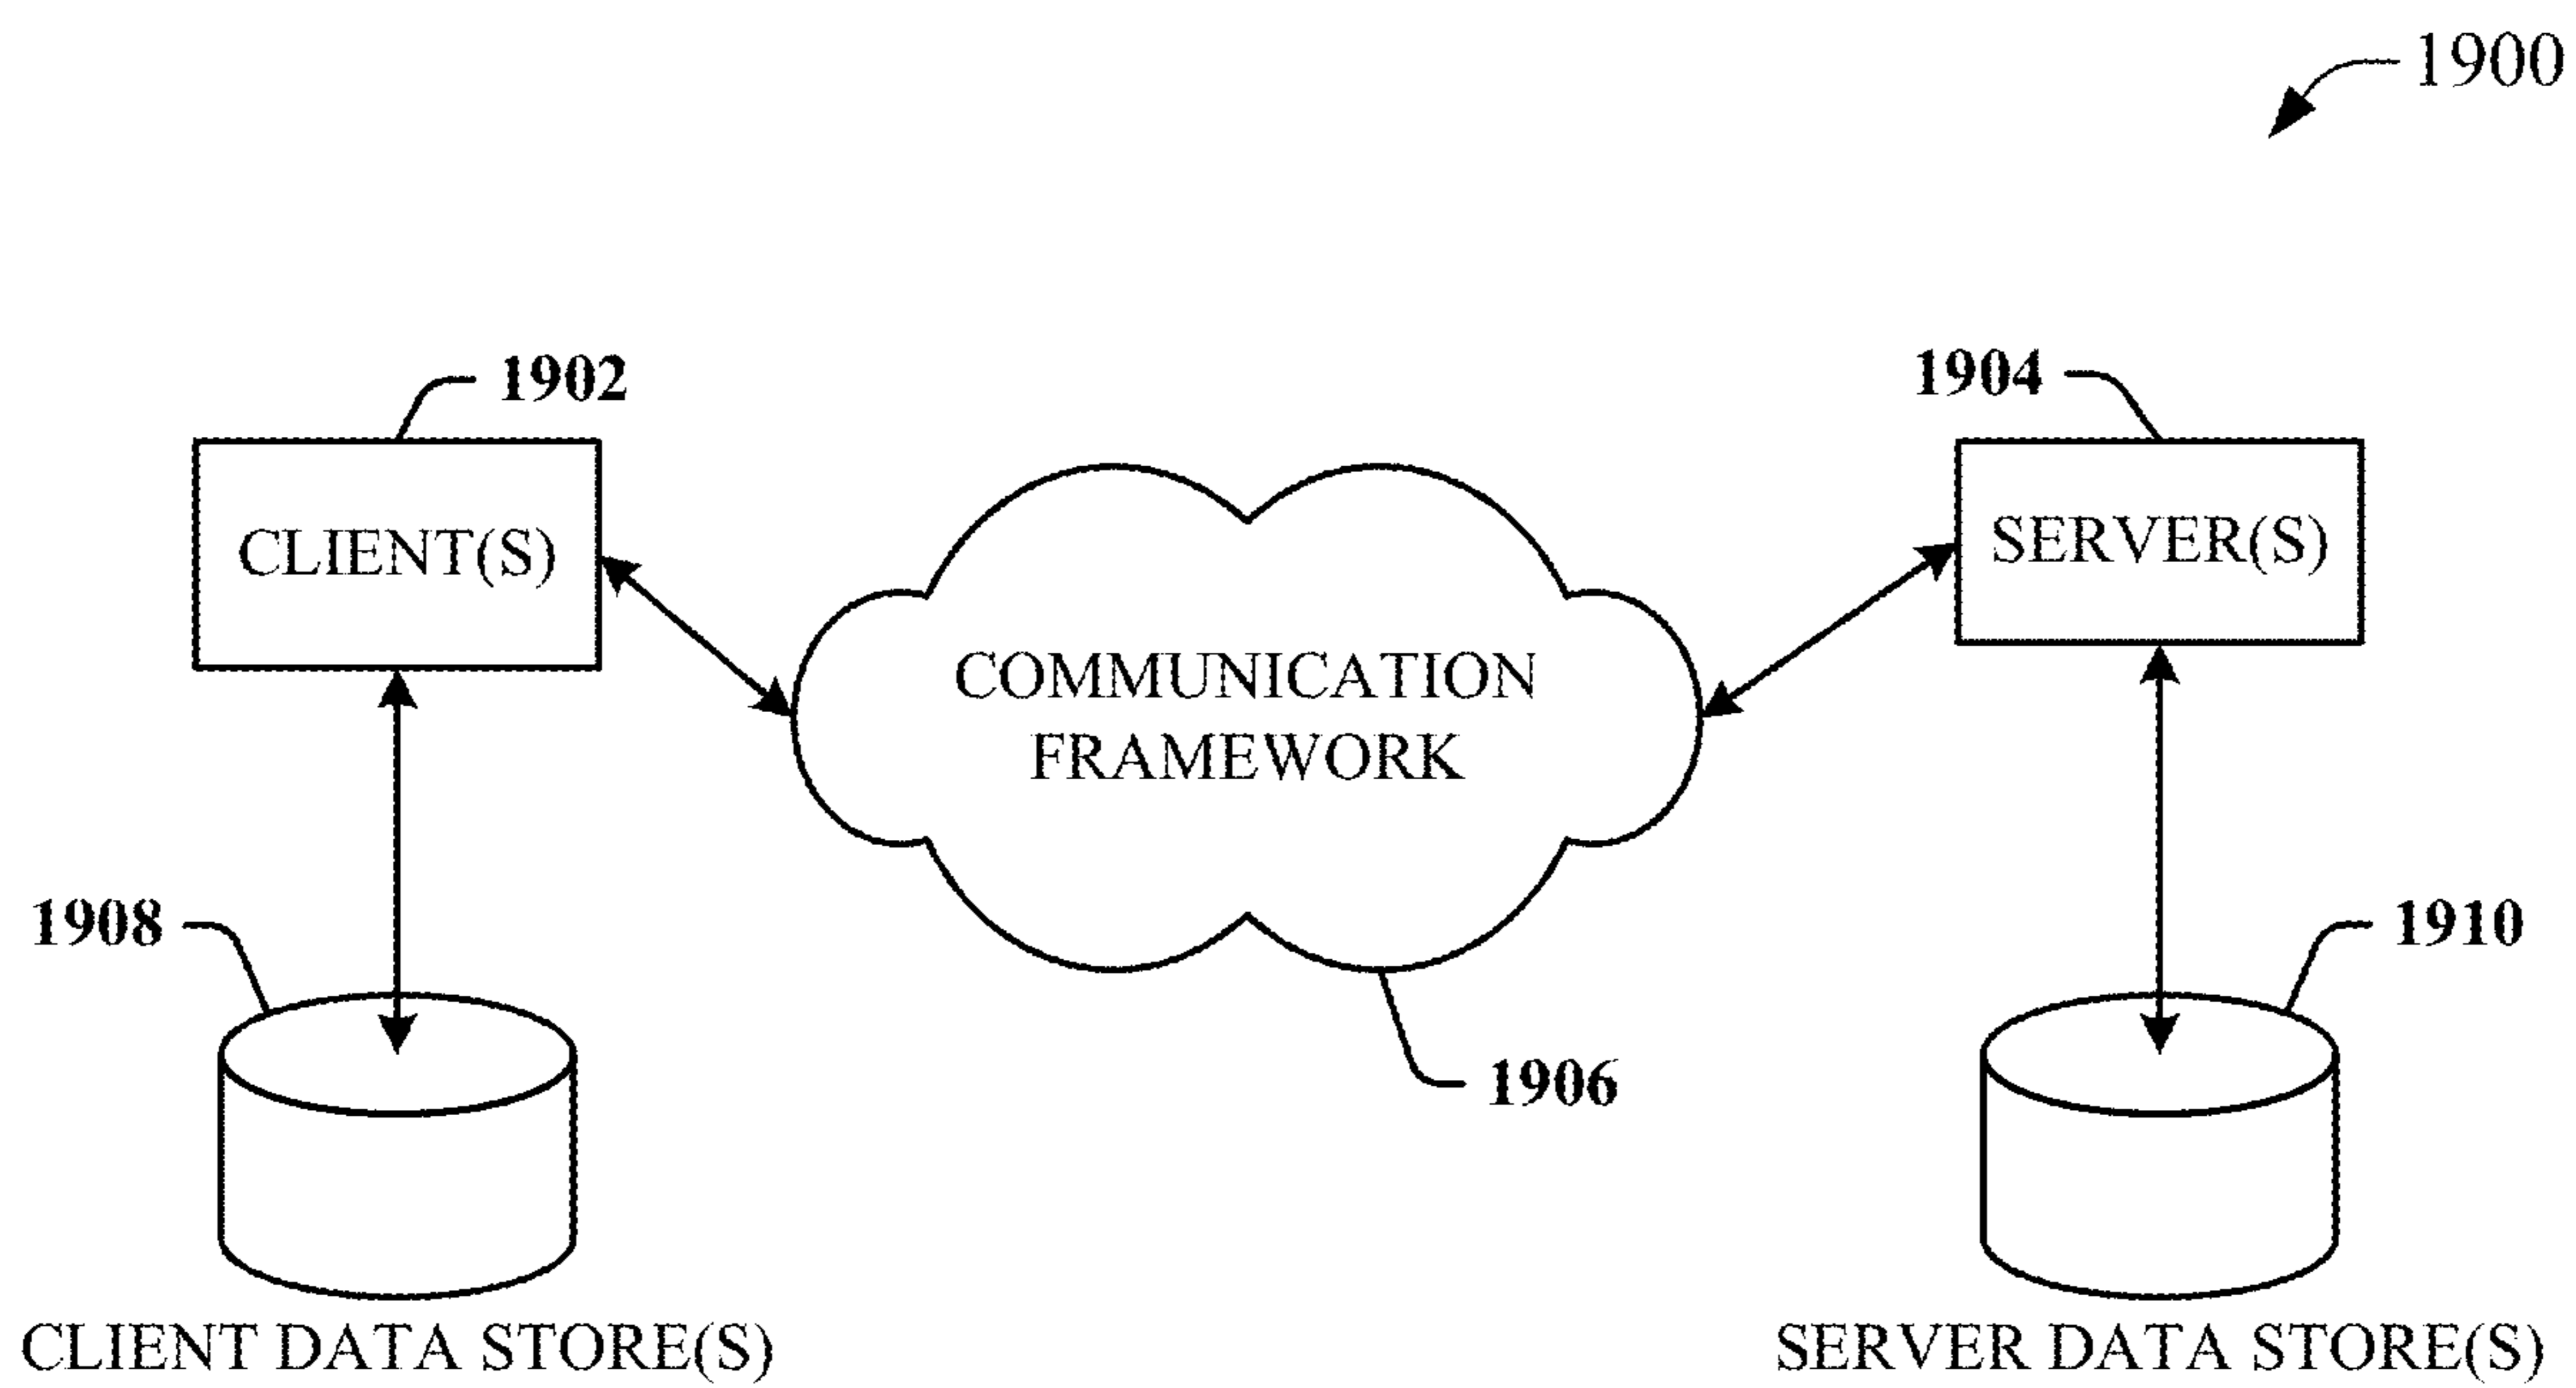 1900
1902
1904
CLIENT(S)
SERVER(S)
COMMUNICATION
FRAMEWORK
1908
1910
1906
CLIENT DATA STORE(S)
SERVER DATA STORE(S)